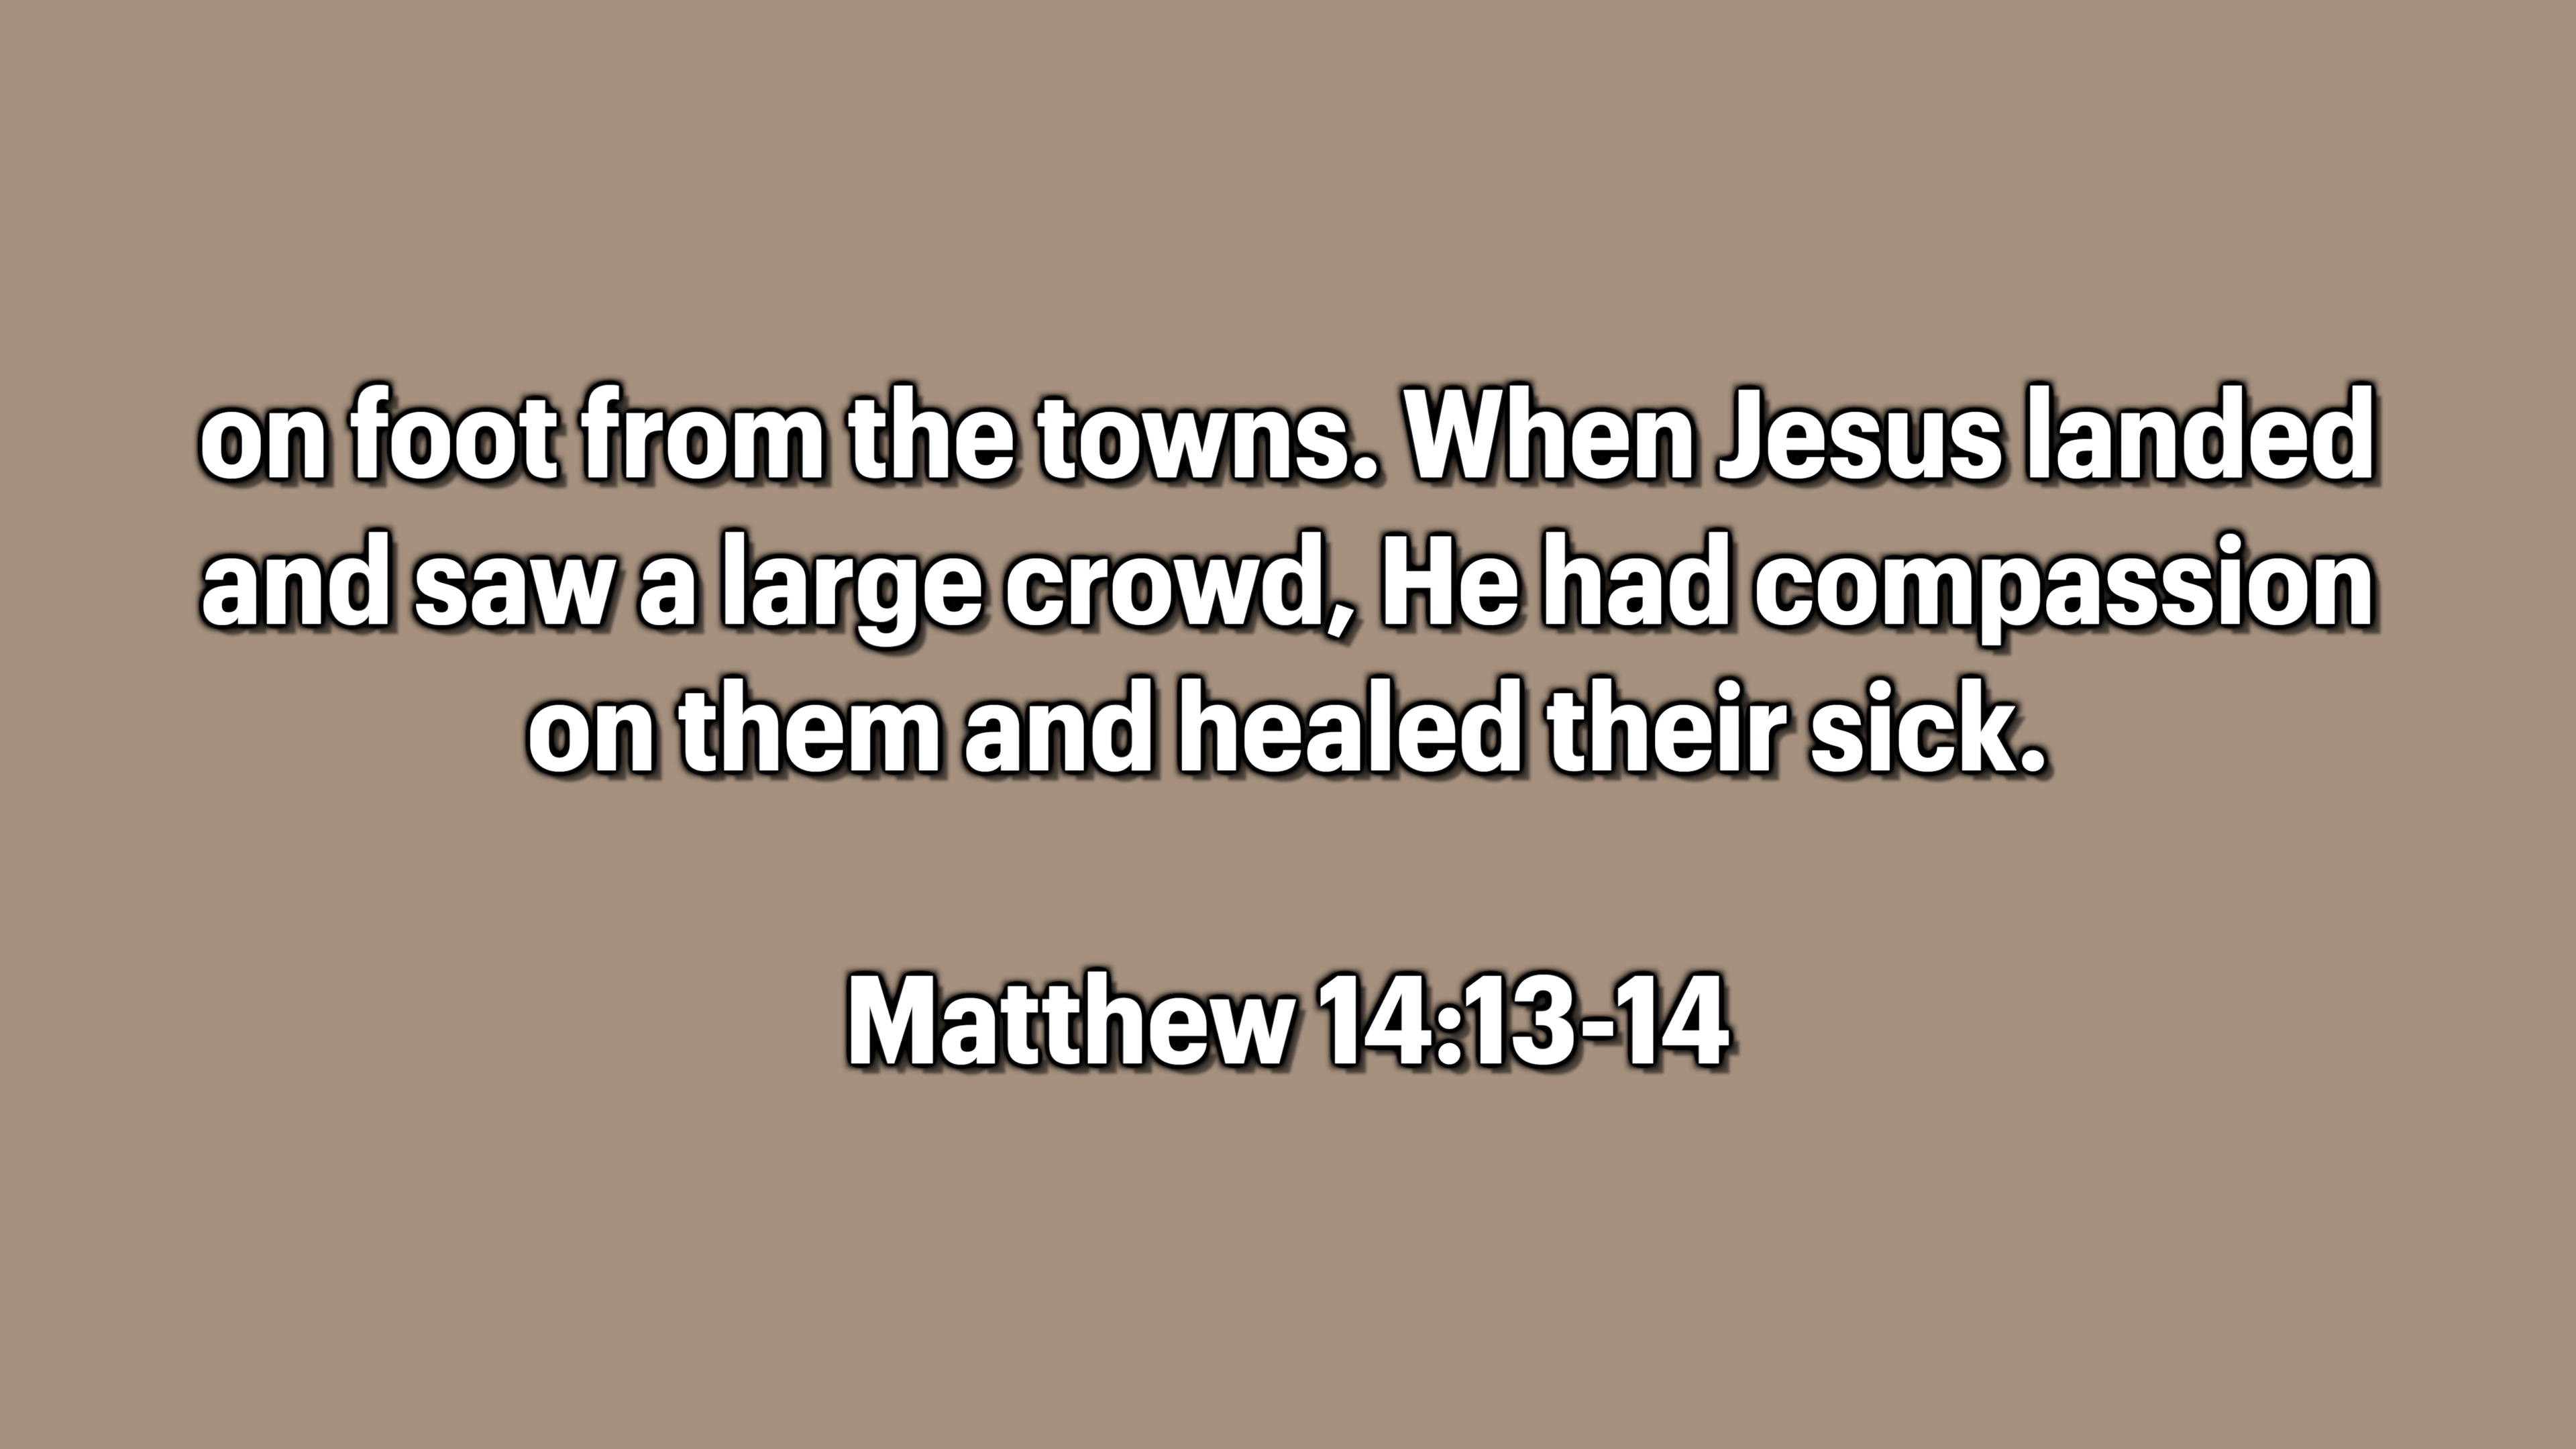 on foot from the towns. When Jesus landed
and saw a large crowd, He had compassion
on them and healed their sick.
Matthew 14:13-14